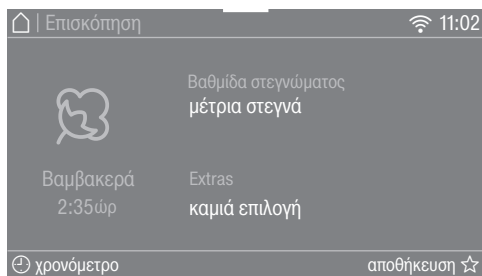 | Επισκόπηση 11:02
Βαθμίδα στεγνώματος
μέτρια στεγνά
Βαμβακερά
2:35ώρ
Extras
καμιά επιλογή
χρονόμετρο αποθήκευση